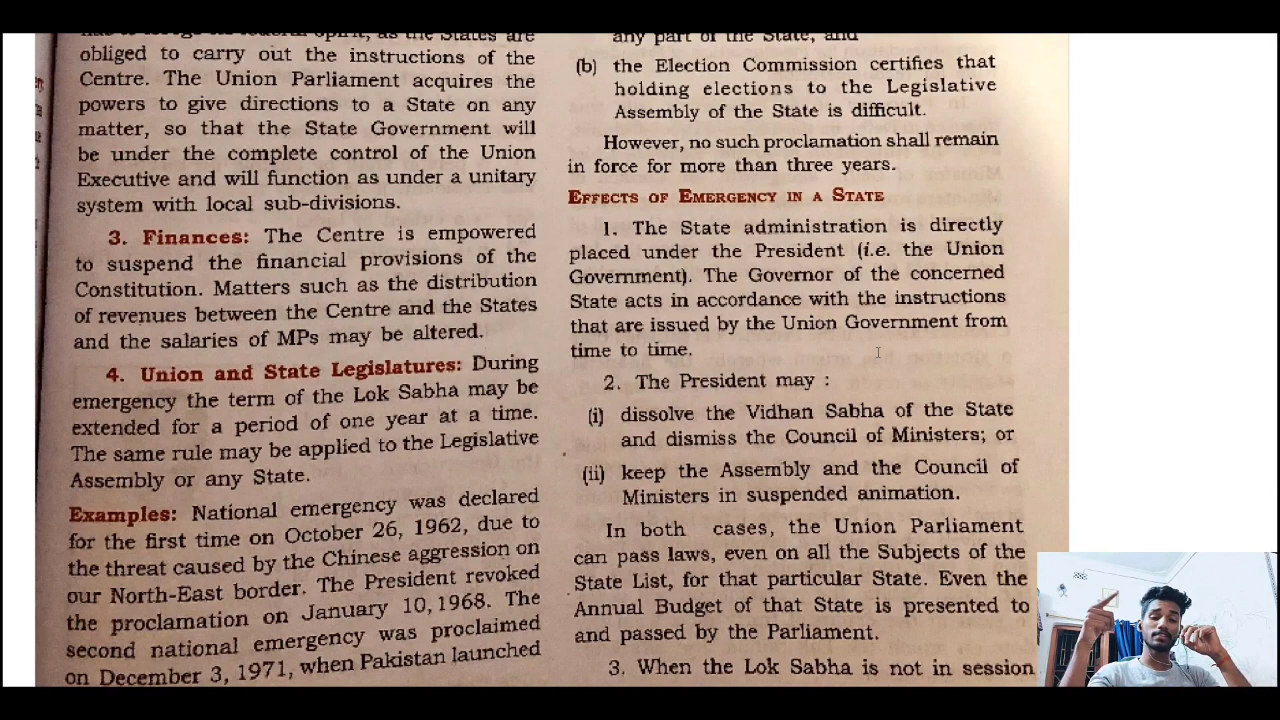 obliged to carry out the instructions of the
Centre. The Union Parliament acquires the
powers to give directions to a State on any
matter, so that the State Government will
be under the complete control of the Union
Executive and will function as under a unitary
system with local sub-divisions.
3. Finances: The Centre is empowered
to suspend the financial provisions of the
Constitution. Matters such as the distribution
of revenues between the Centre and the States
and the salaries of MPs may be altered.
4. Union and State Legislatures: During
emergency the term of the Lok Sabha may be
extended for a period of one year at a time.
The same rule may be applied to the Legislative
Assembly or any State.
Examples: National emergency was declared
for the first time on October 26, 1962, due to
the threat caused by the Chinese aggression on
our North-East border. The President revoked
the proclamation on January 10, 1968. The
second national emergency was proclaimed
on December 3, 1971, when Pakistan launched
any part of the State, and
(b) the Election Commission certifies that
holding elections to the Legislative
Assembly of the State is difficult.
However, no such proclamation shall remain
in force for more than three years.
EFFECTS OF EMERGENCY IN A STATE
1. The State administration is directly
placed under the President (i.e. the Union
Government). The Governor of the concerned
State acts in accordance with the instructions
that are issued by the Union Government from
time to time.
2. The President may :
(i) dissolve the Vidhan Sabha of the State
and dismiss the Council of Ministers; or
(ii) keep the Assembly and the Council of
Ministers in suspended animation.
In both cases, the Union Parliament
can pass laws, even on all the Subjects of the
State List, for that particular State. Even the
Annual Budget of that State is presented to
and passed by the Parliament.
3. When the Lok Sabha is not in session